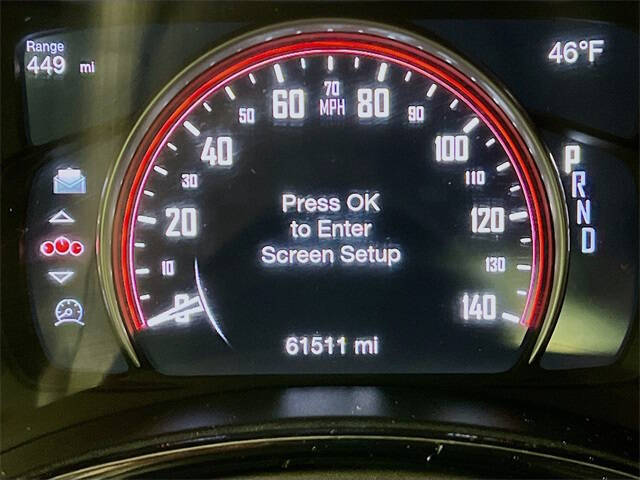 Range
449 mi
46°F
0
10
20
30
40
50
60
70
MPH
80
90
100
110
120
130
140
P
R
N
D
Press OK
to Enter
Screen Setup
61511 mi